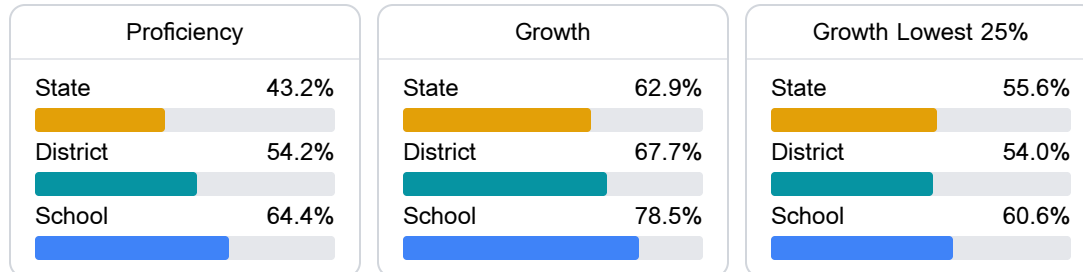 Proficiency
State 43.2%
District 54.2%
School 64.4%
Growth
State 62.9%
District 67.7%
School 78.5%
Growth Lowest 25%
State 55.6%
District 54.0%
School 60.6%